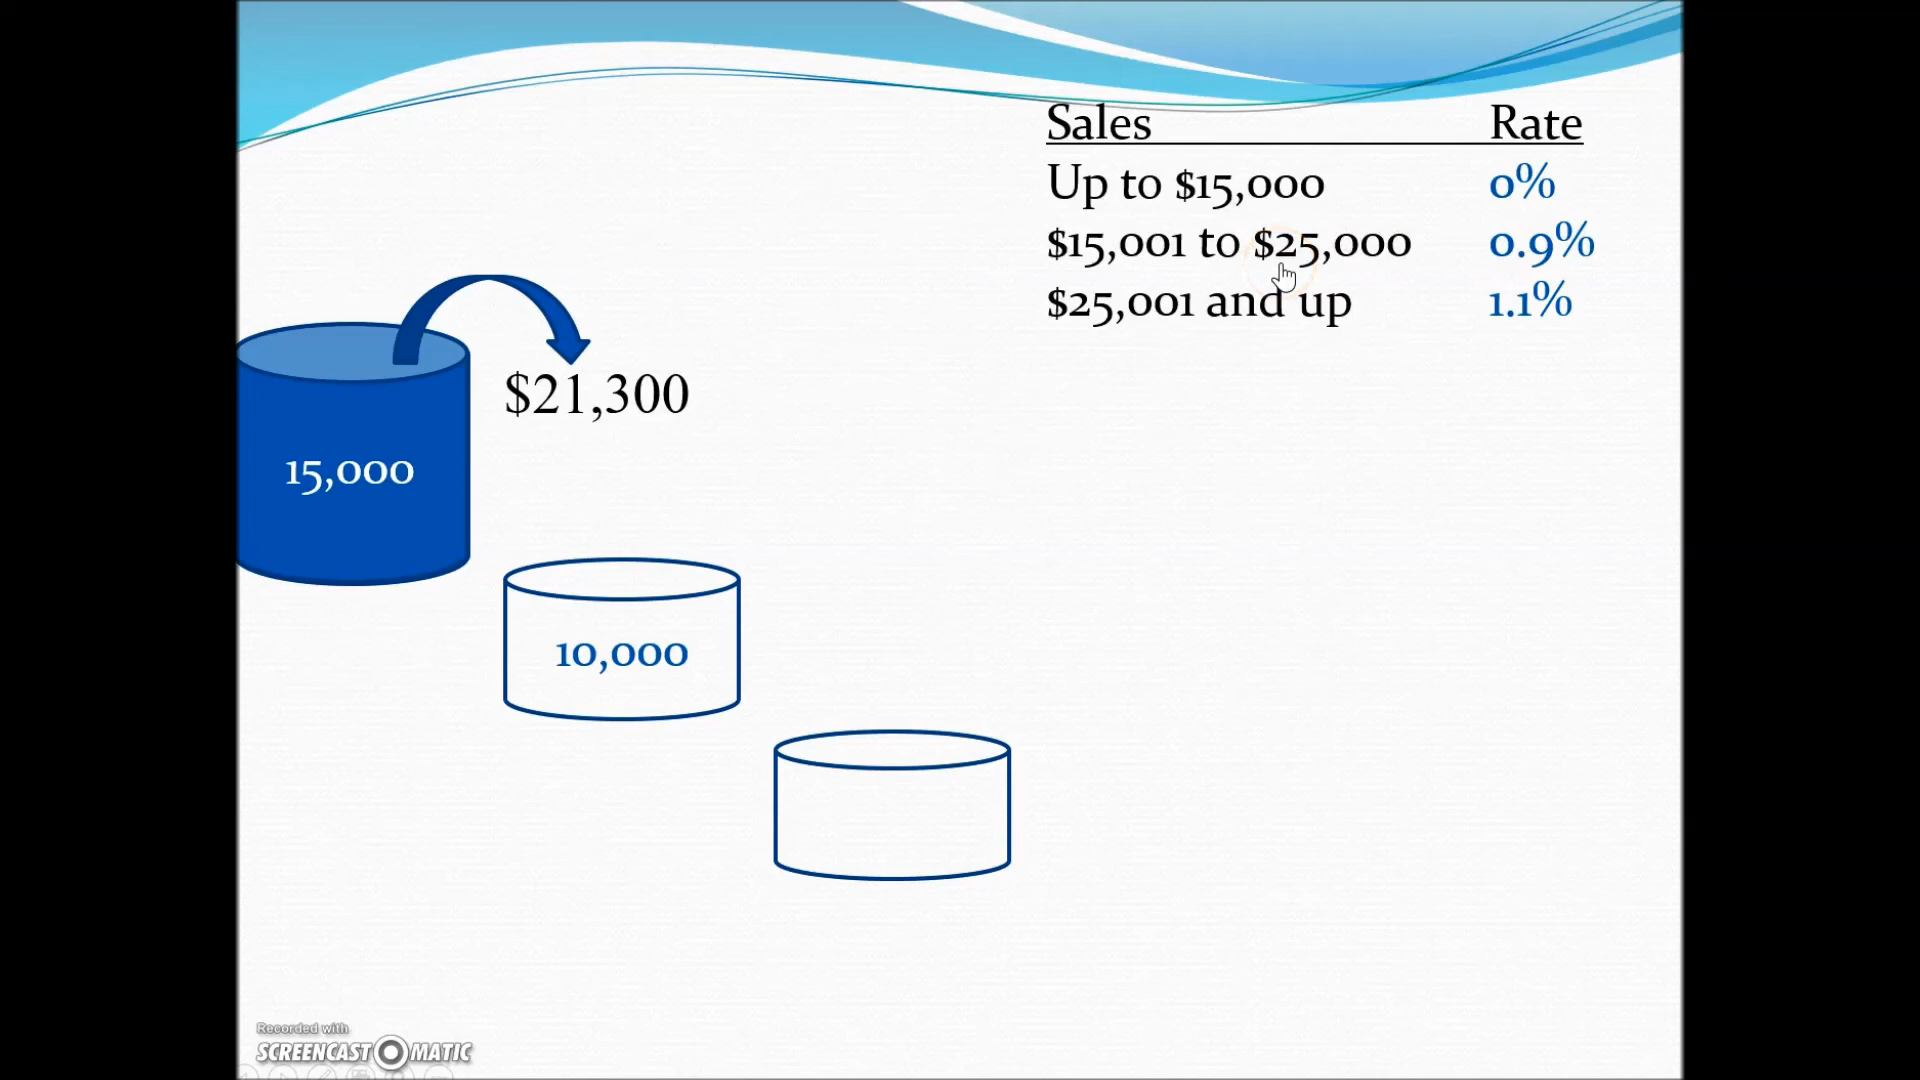 Sales Rate
Up to $15,000 0%
$15,001 to $25,000 0.9%
$25,001 and up 1.1%
$21,300
15,000
10,000
Recorded with
SCREENCAST MATIC